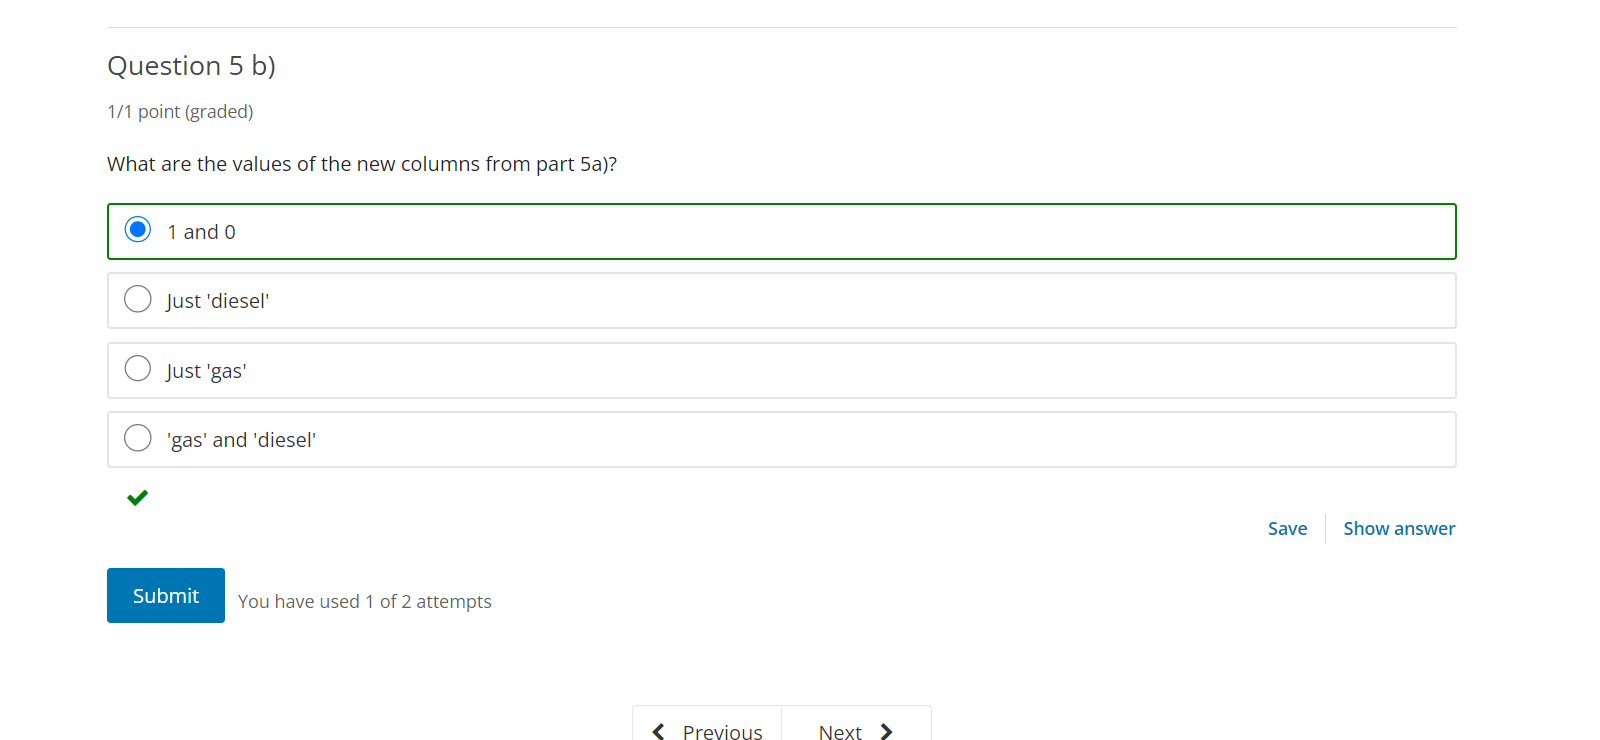 Question 5 b)
1/1 point (graded)
What are the values of the new columns from part 5a)?
1 and 0
Just 'diesel'
Just 'gas'
'gas' and 'diesel'
Save
Show answer
Submit
You have used 1 of 2 attempts
Previous
Next